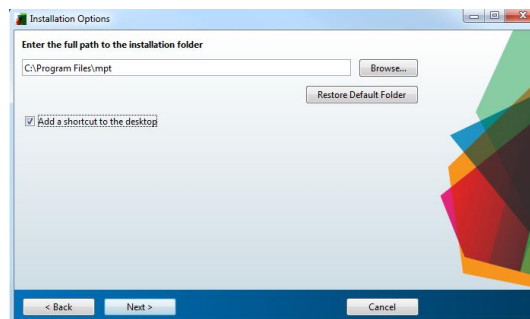 Installation Options
Enter the full path to the installation folder
C:\Program Files\mpt
Browse...
Restore Default Folder
Add a shortcut to the desktop
< Back
Next >
Cancel